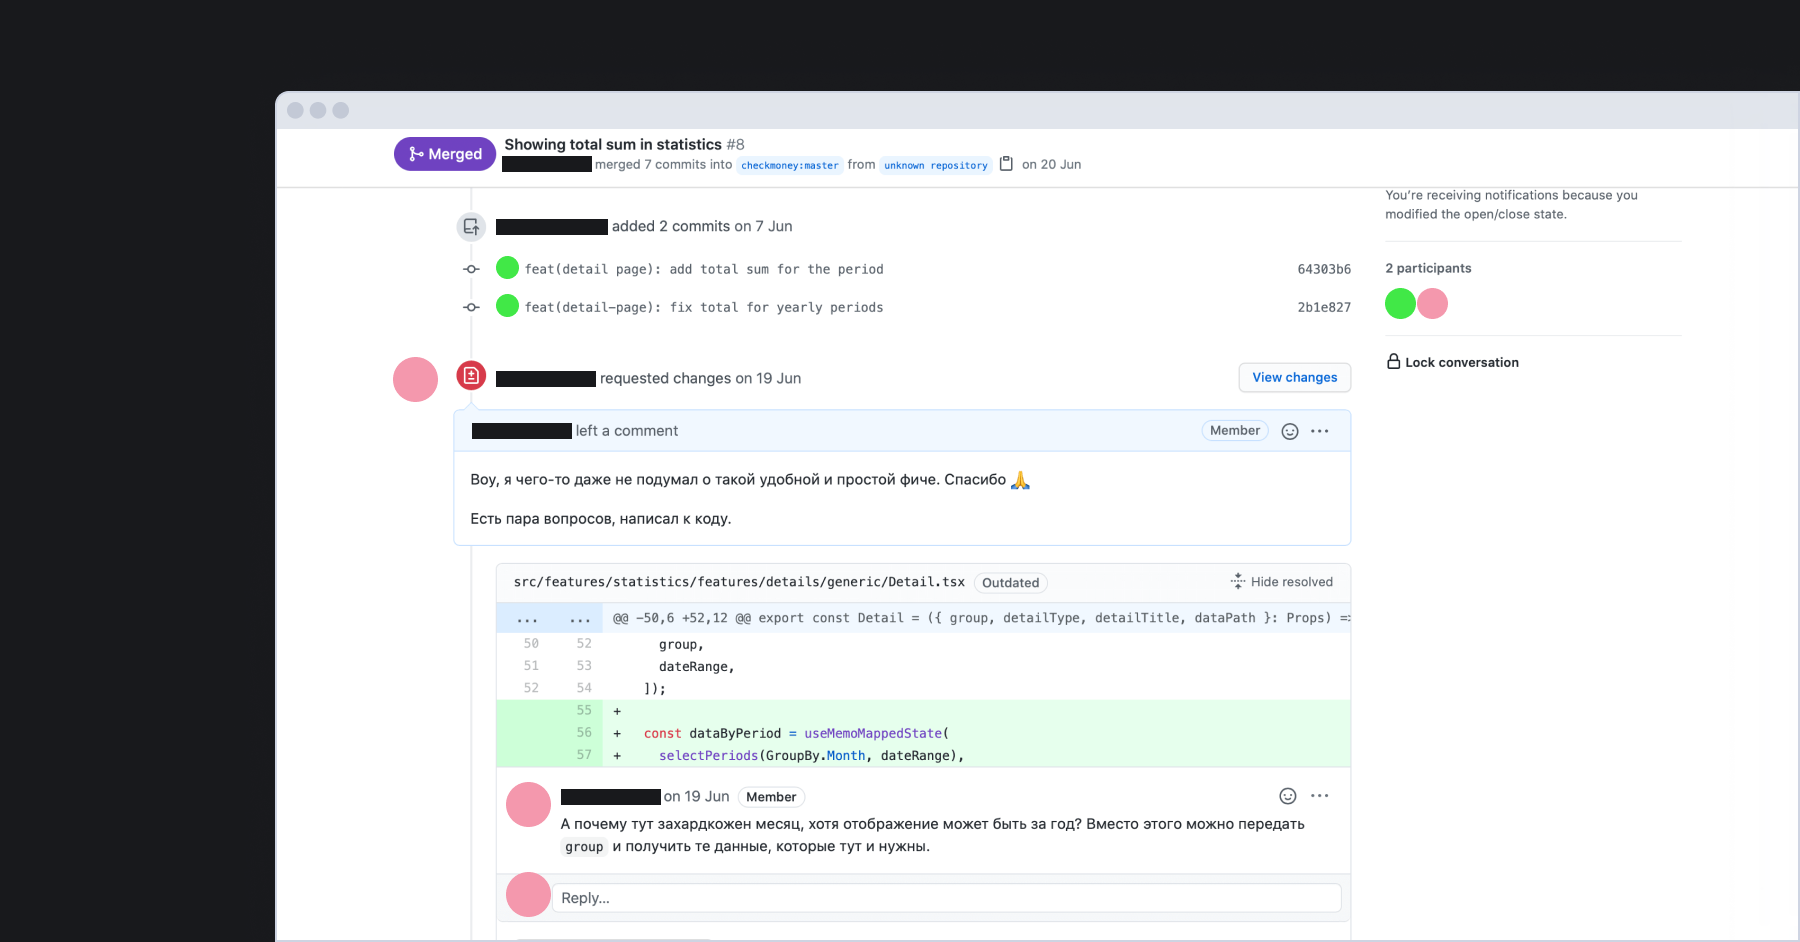 Merged
Showing total sum in statistics #8
merged 7 commits into checkmoney:master from unknown repository on 20 Jun
You're receiving notifications because you
modified the open/close state.
added 2 commits on 7 Jun
feat(detail page): add total sum for the period 64303b6
feat(detail-page): fix total for yearly periods 2b1e827
2 participants
Lock conversation
requested changes on 19 Jun
View changes
left a comment
Member
Воу, я чего-то даже не подумал о такой удобной и простой фиче. Спасибо 🙏
Есть пара вопросов, написал к коду.
src/features/statistics/features/details/generic/Detail.tsx Outdated Hide resolved
... ... @@ -50,6 +52,12 @@ export const Detail = ({ group, detailType, detailTitle, dataPath }: Props) =>
50 52 group,
51 53 dateRange,
52 54 ]);
55 +
56 + const dataByPeriod = useMemoMappedState(
57 + selectPeriods(GroupBy.Month, dateRange),
on 19 Jun Member
А почему тут захардкожен месяц, хотя отображение может быть за год? Вместо этого можно передать
group и получить те данные, которые тут и нужны.
Reply...